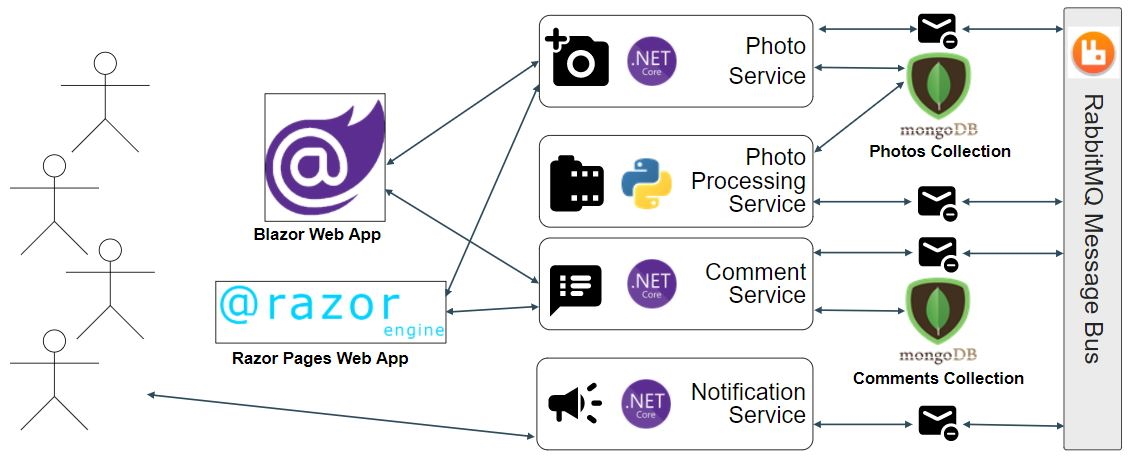 @
Blazor Web App
@razor
engine
Razor Pages Web App
.NET
Core
Photo
Service
Photo
Processing
Service
.NET
Core
Comment
Service
.NET
Core
Notification
Service
mongoDB
Photos Collection
mongoDB
Comments Collection
RabbitMQ Message Bus